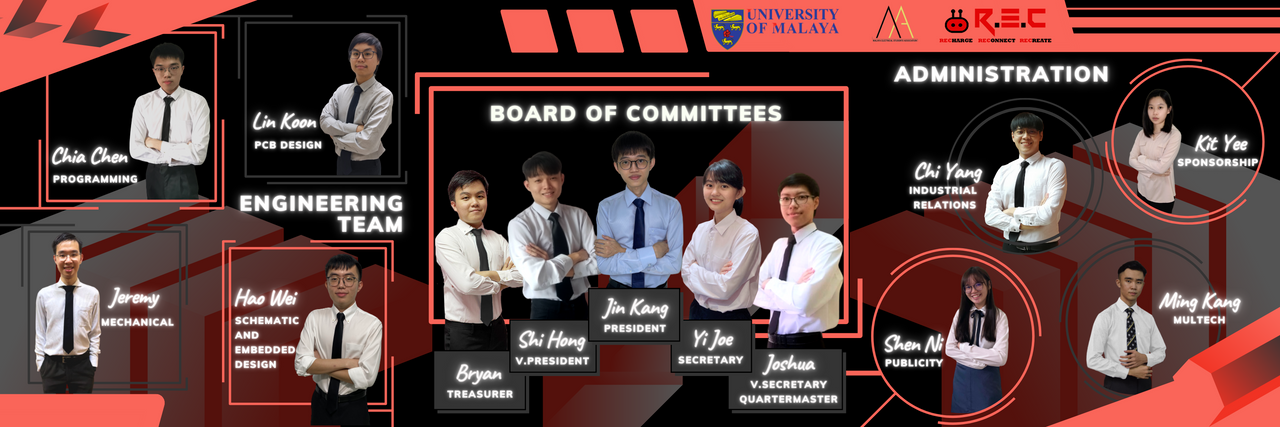 UNIVERSITY
OF MALAYA
R.E.C
RECHARGE RECONNECT RECREATE
Chia Chen
PROGRAMMING
Lin Koon
PCB DESIGN
ENGINEERING
TEAM
Jeremy
MECHANICAL
Hao Wei
SCHEMATIC
AND
EMBEDDED
DESIGN
BOARD OF COMMITTEES
Bryan
TREASURER
Shi Hong
V.PRESIDENT
Jin Kang
PRESIDENT
Yi Joe
SECRETARY
Joshua
V.SECRETARY
QUARTERMASTER
ADMINISTRATION
Chi Yang
INDUSTRIAL
RELATIONS
Kit Yee
SPONSORSHIP
Shen Ni
PUBLICITY
Ming Kang
MULTECH